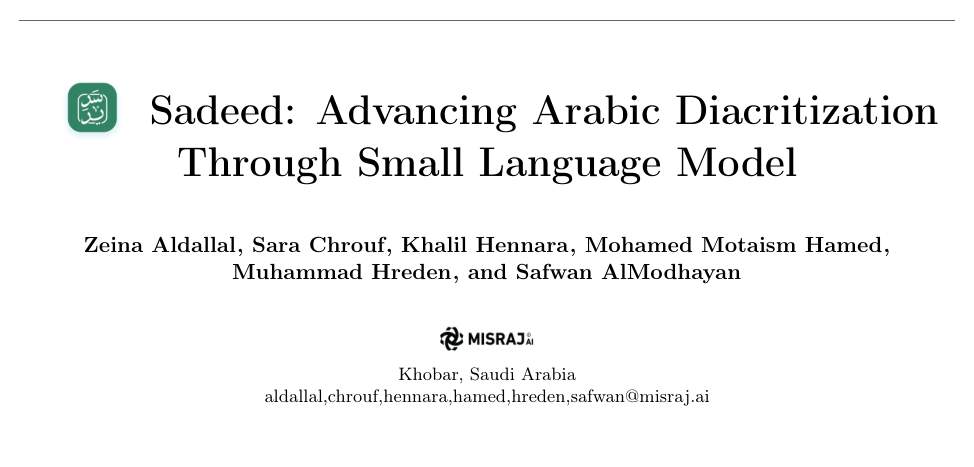 سَدِيد
Sadeed: Advancing Arabic Diacritization
Through Small Language Model
Zeina Aldallal, Sara Chrouf, Khalil Hennara, Mohamed Motaism Hamed,
Muhammad Hreden, and Safwan AlModhayan
MISRAJ AI
Khobar, Saudi Arabia
aldallal,chrouf,hennara,hamed,hreden,safwan@misraj.ai